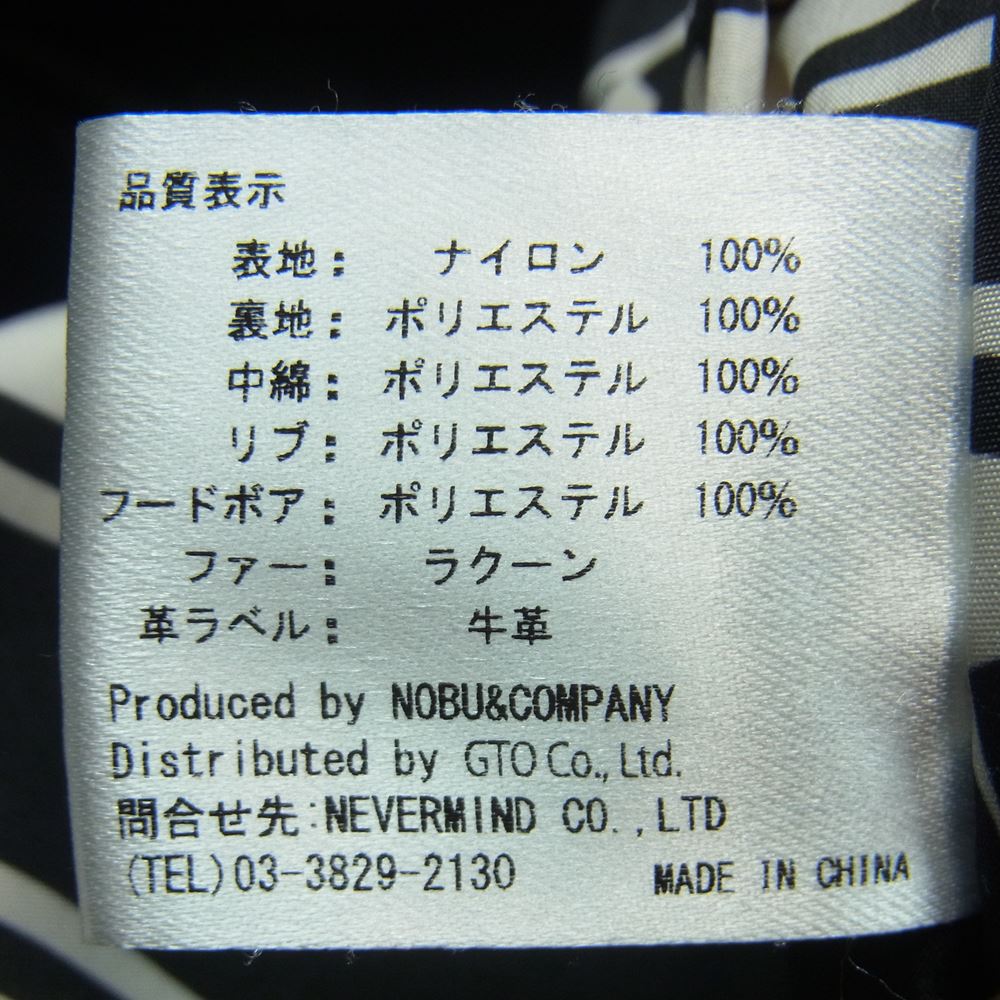 品質表示
表地： ナイロン 100%
裏地： ポリエステル 100%
中綿： ポリエステル 100%
リブ： ポリエステル 100%
フードボア： ポリエステル 100%
ファー： ラクーン
革ラベル： 牛革
Produced by NOBU&COMPANY
Distributed by GTO Co., Ltd.
問合せ先:NEVERMIND CO.,LTD
(TEL)03-3829-2130 MADE IN CHINA